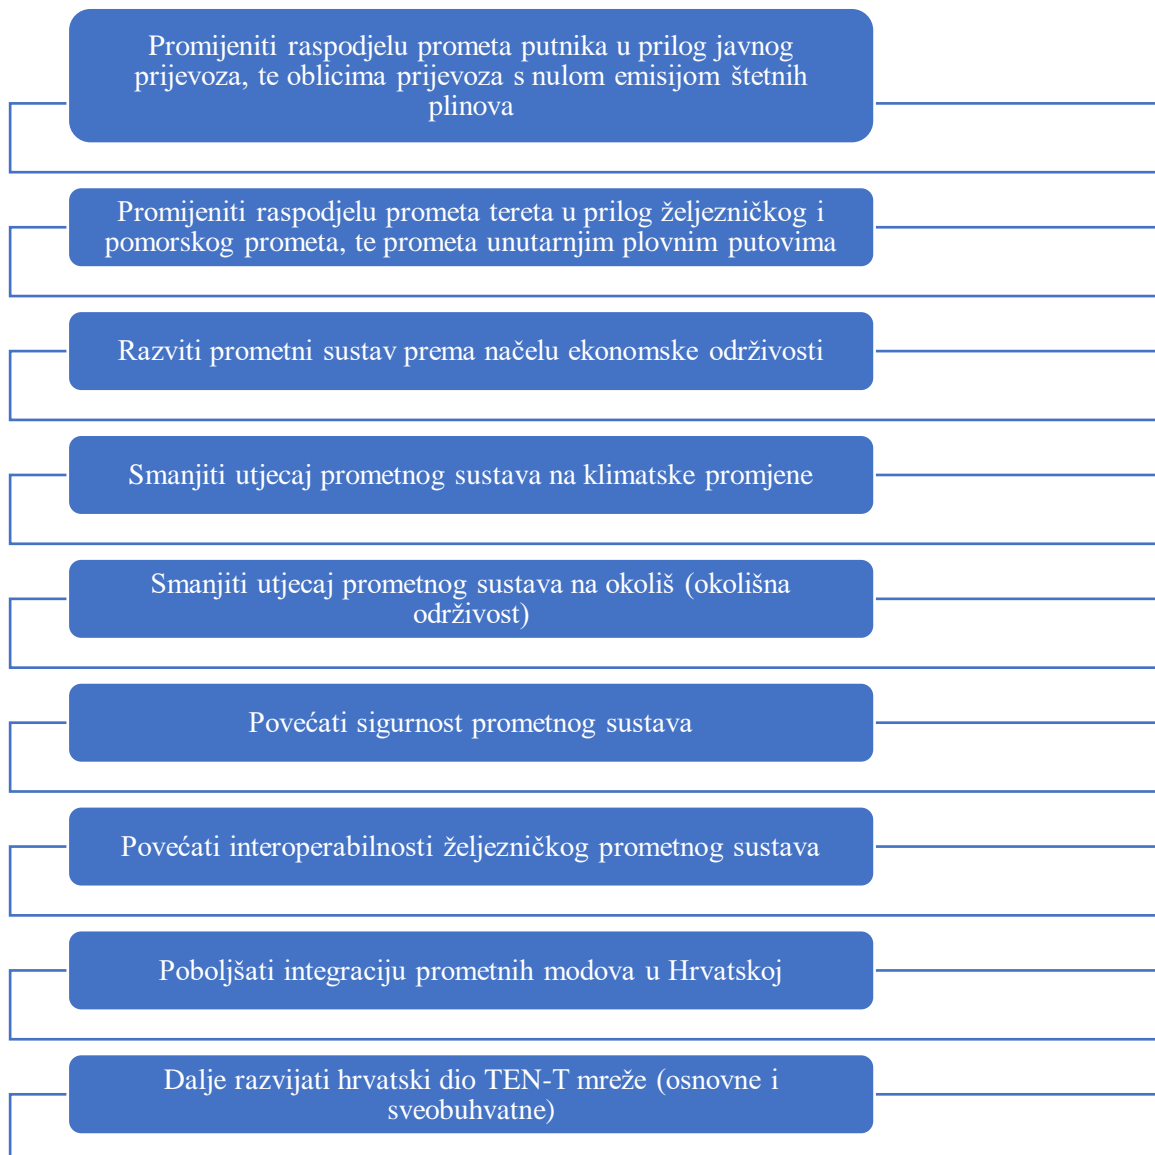 Promijeniti raspodjelu prometa putnika u prilog javnog
prijevoza, te oblicima prijevoza s nulom emisijom štetnih
plinova
Promijeniti raspodjelu prometa tereta u prilog željezničkog i
pomorskog prometa, te prometa unutarnjim plovnim putovima
Razviti prometni sustav prema načelu ekonomske održivosti
Smanjiti utjecaj prometnog sustava na klimatske promjene
Smanjiti utjecaj prometnog sustava na okoliš (okolišna
održivost)
Povećati sigurnost prometnog sustava
Povećati interoperabilnosti željezničkog prometnog sustava
Poboljšati integraciju prometnih modova u Hrvatskoj
Dalje razvijati hrvatski dio TEN-T mreže (osnovne i
sveobuhvatne)